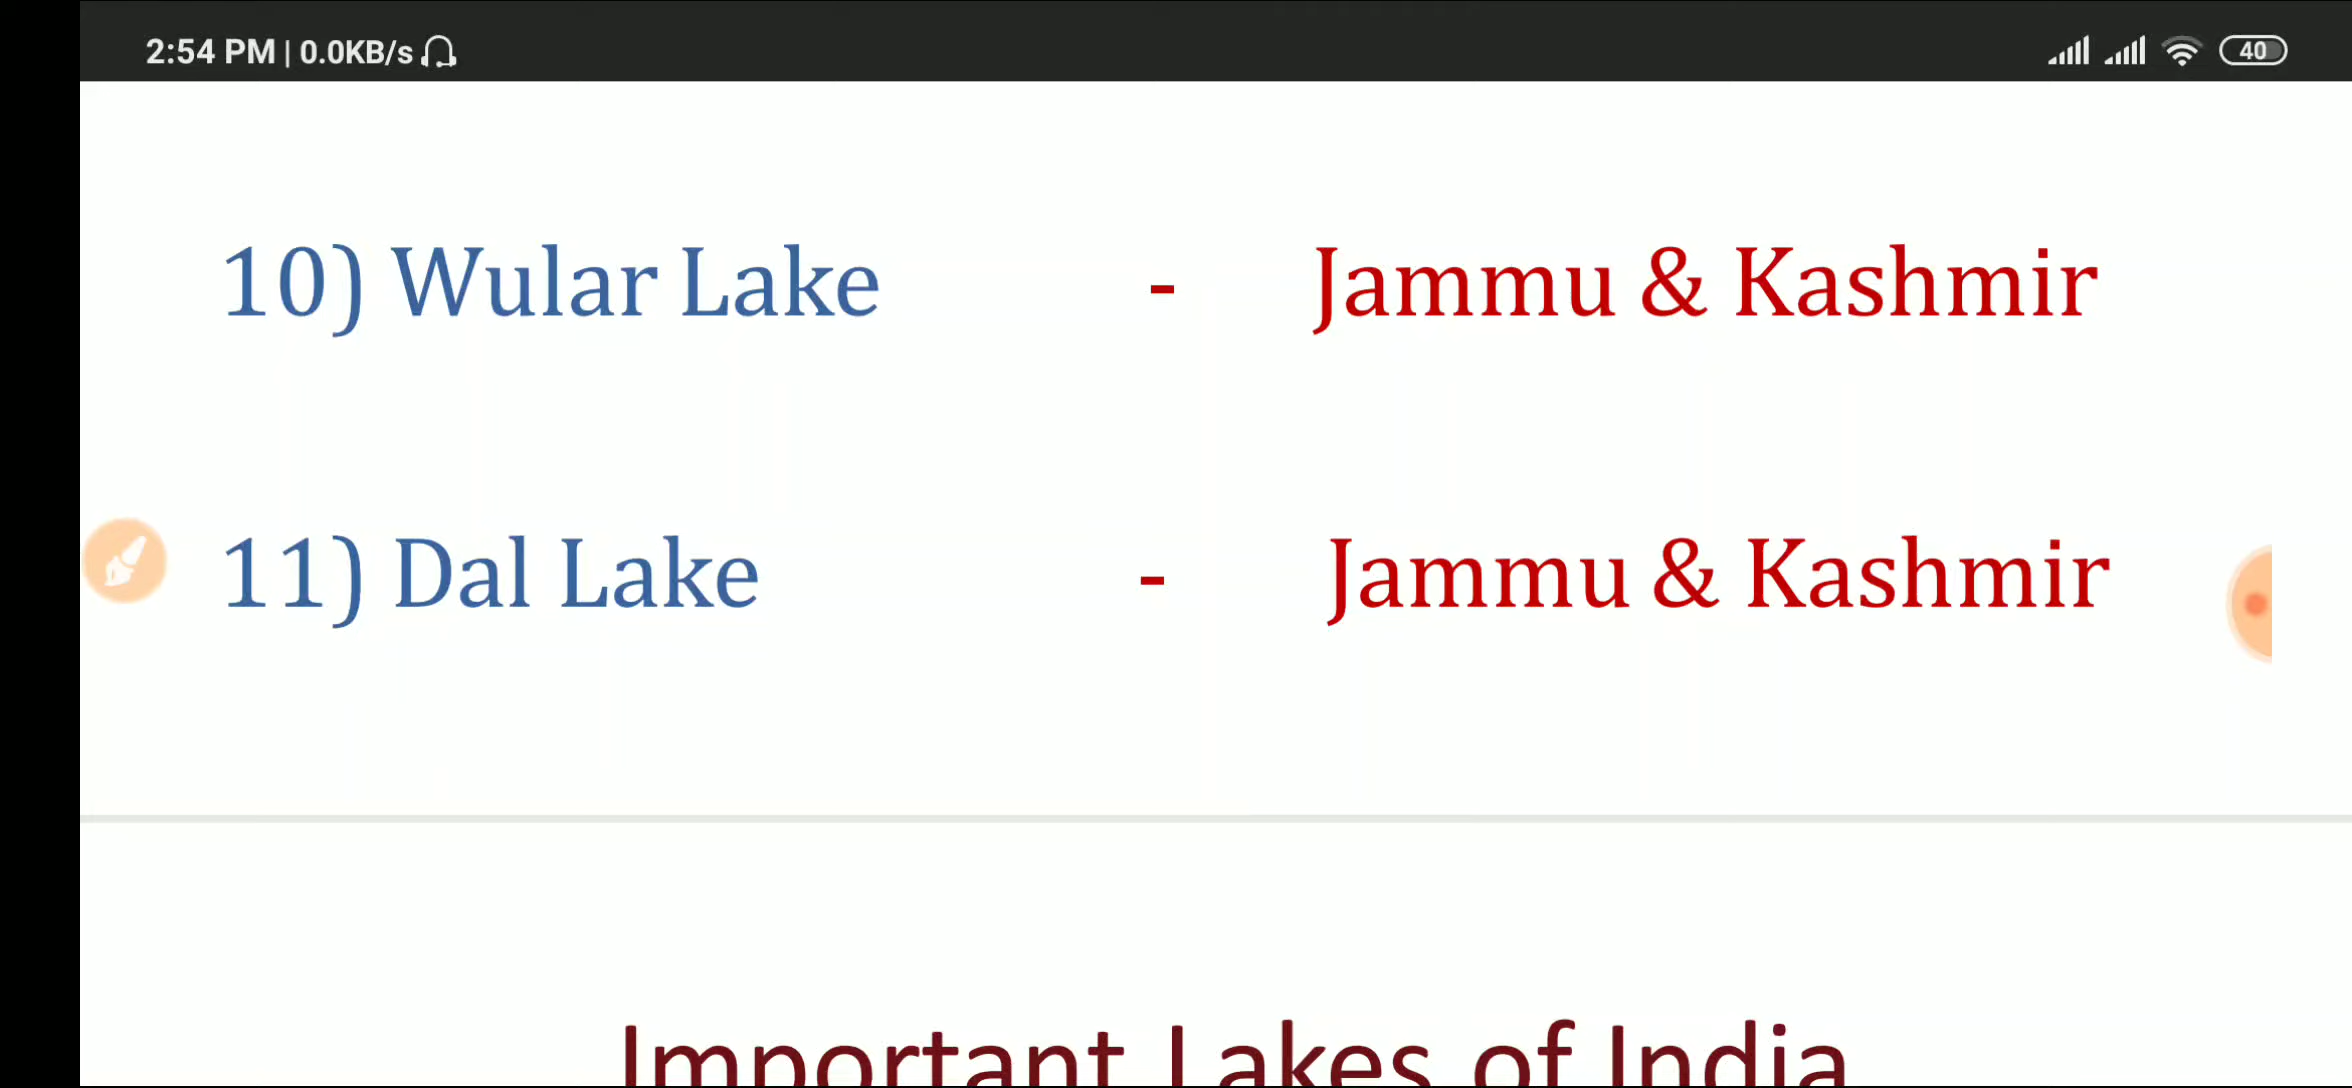 2:54 PM | 0.0KB/s 40
10) Wular Lake - Jammu & Kashmir
11) Dal Lake - Jammu & Kashmir
Important Lakes of India